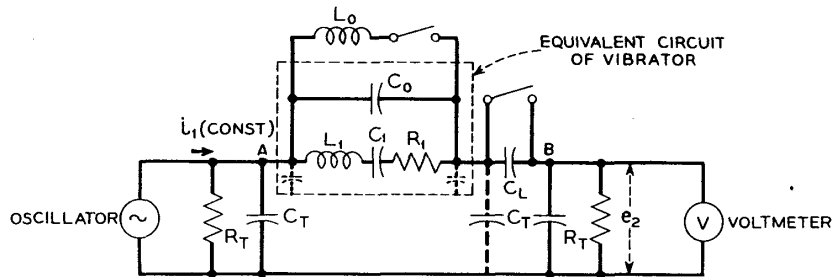 L₀
EQUIVALENT CIRCUIT
OF VIBRATOR
C₀
i₁(CONST)
A
L₁
C₁
R₁
B
C_L
OSCILLATOR
~
R_T
C_T
C_T
R_T
e₂
V
VOLTMETER